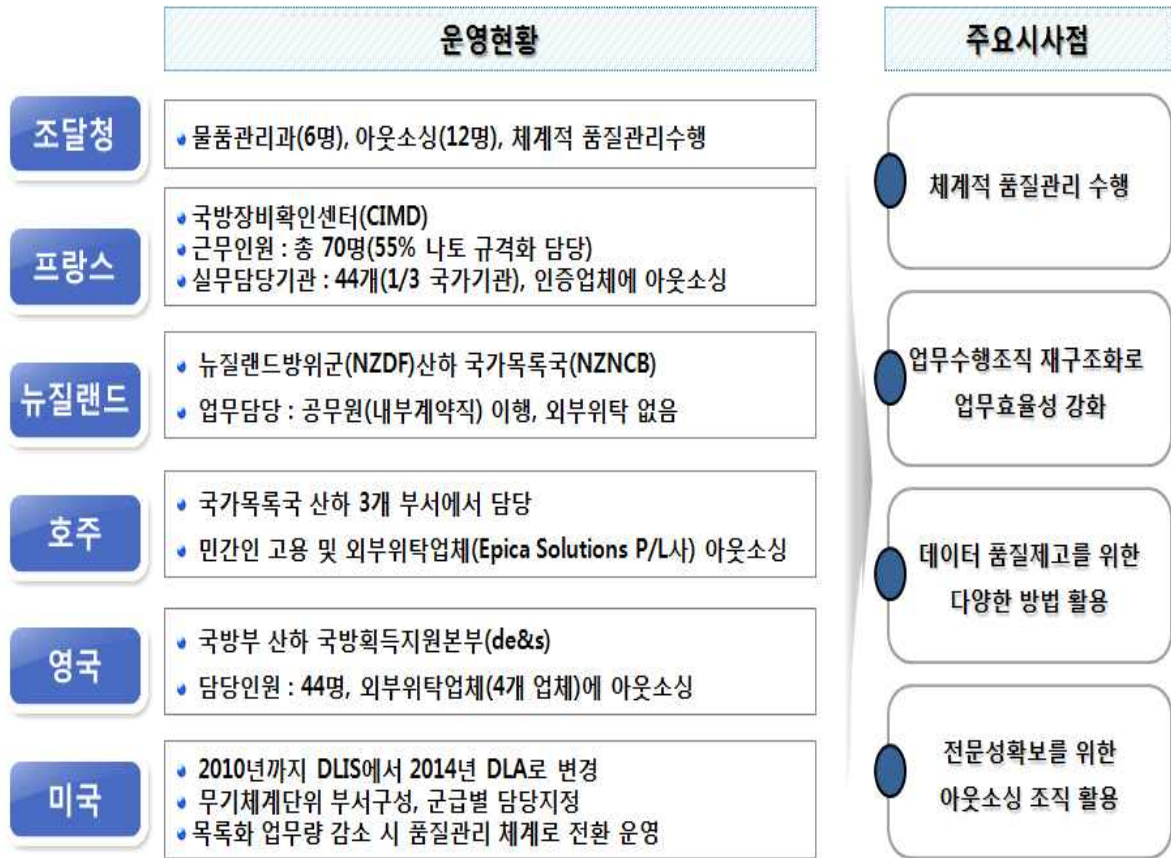 운영현황
주요시사점
조달청
물품관리과(6명), 아웃소싱(12명), 체계적 품질관리수행
프랑스
국방장비확인센터(CIMD)
근무인원 : 총 70명(55% 나토 규격화 담당)
실무담당기관 : 44개(1/3 국가기관), 인증업체에 아웃소싱
뉴질랜드
뉴질랜드방위군(NZDF)산하 국가목록국(NZNCB)
업무담당 : 공무원(내부계약직) 이행, 외부위탁 없음
호주
국가목록국 산하 3개 부서에서 담당
민간인 고용 및 외부위탁업체(Epica Solutions P/L사) 아웃소싱
영국
국방부 산하 국방획득지원본부(de&s)
담당인원 : 44명, 외부위탁업체(4개 업체)에 아웃소싱
미국
2010년까지 DLIS에서 2014년 DLA로 변경
무기체계단위 부서구성, 군급별 담당지정
목록화 업무량 감소 시 품질관리 체계로 전환 운영
체계적 품질관리 수행
업무수행조직 재구조화로
업무효율성 강화
데이터 품질제고를 위한
다양한 방법 활용
전문성확보를 위한
아웃소싱 조직 활용